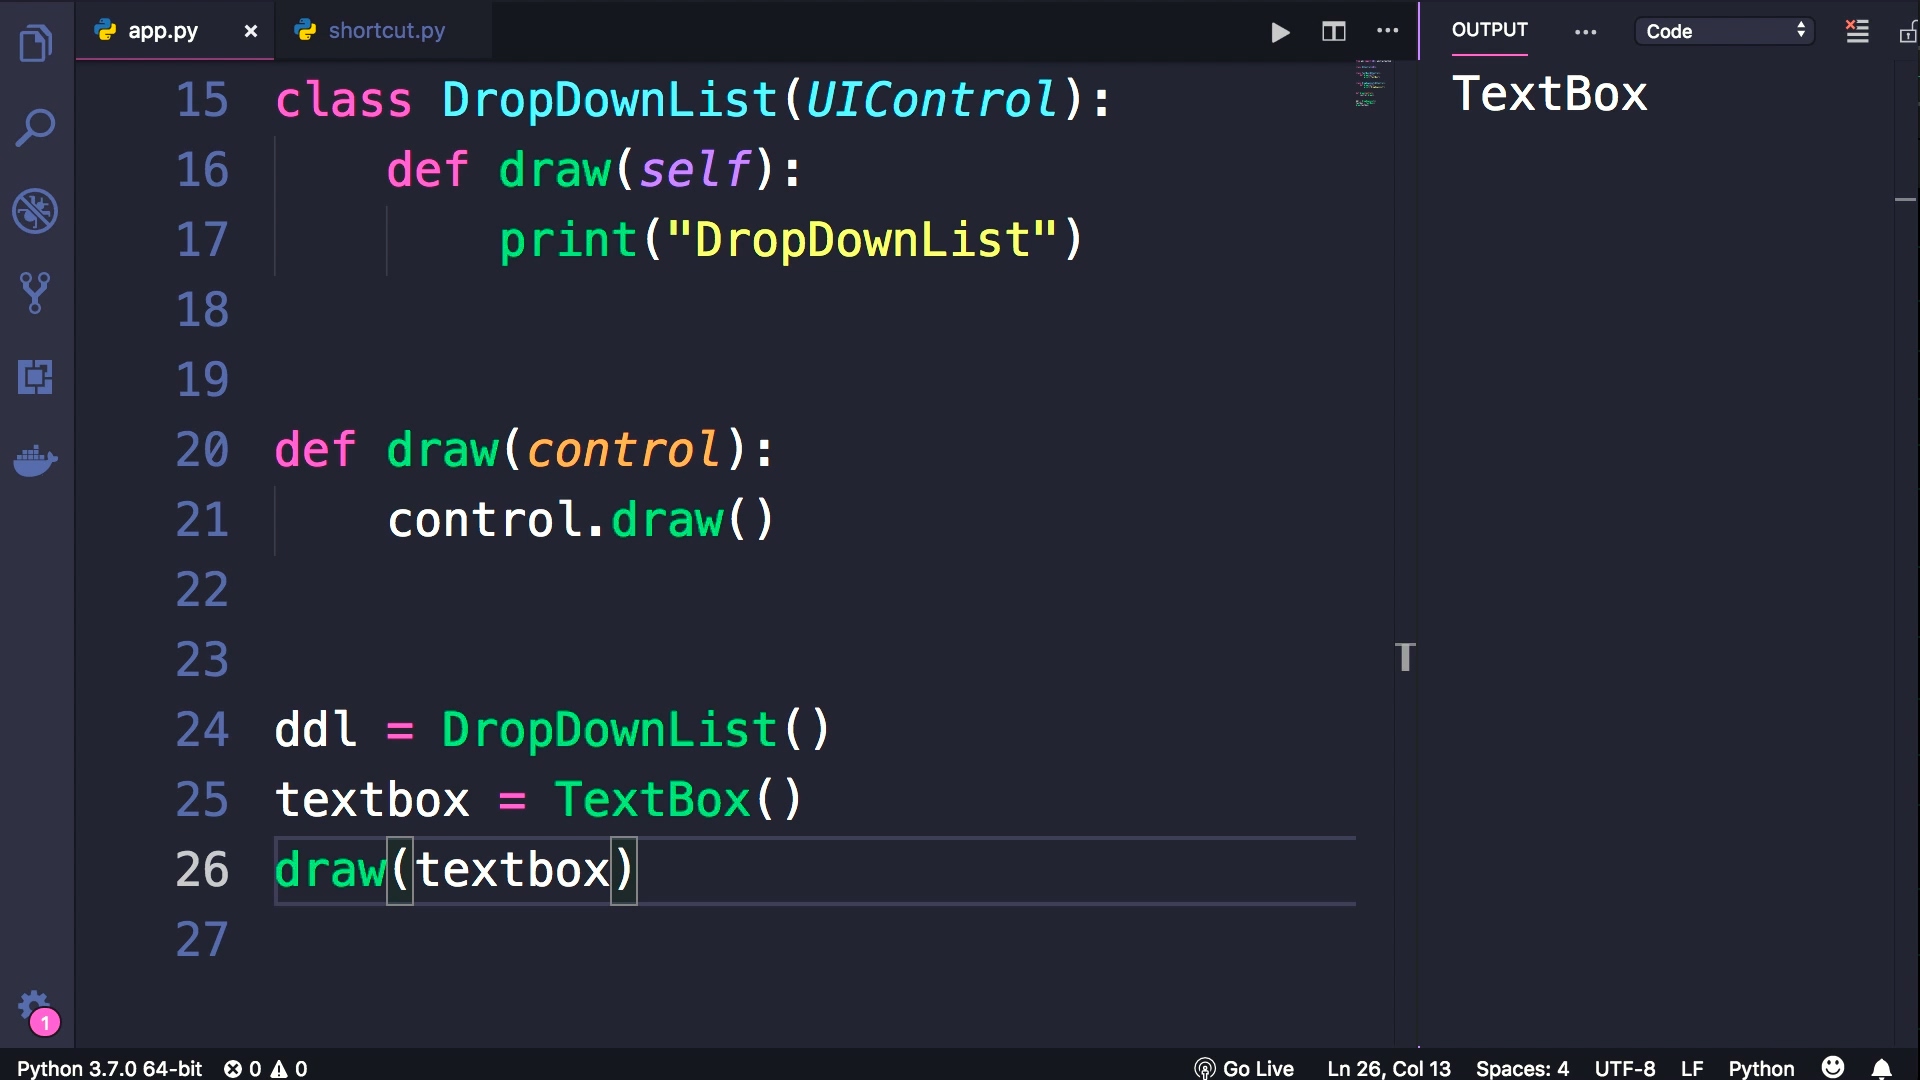 app.py
shortcut.py
OUTPUT
Code
15 class DropDownList(UIControl):
16 def draw(self):
17 print("DropDownList")
18
19
20 def draw(control):
21 control.draw()
22
23
24 ddl = DropDownList()
25 textbox = TextBox()
26 draw(textbox)
27
TextBox
1
Python 3.7.0 64-bit 0 0 Go Live Ln 26, Col 13 Spaces: 4 UTF-8 LF Python